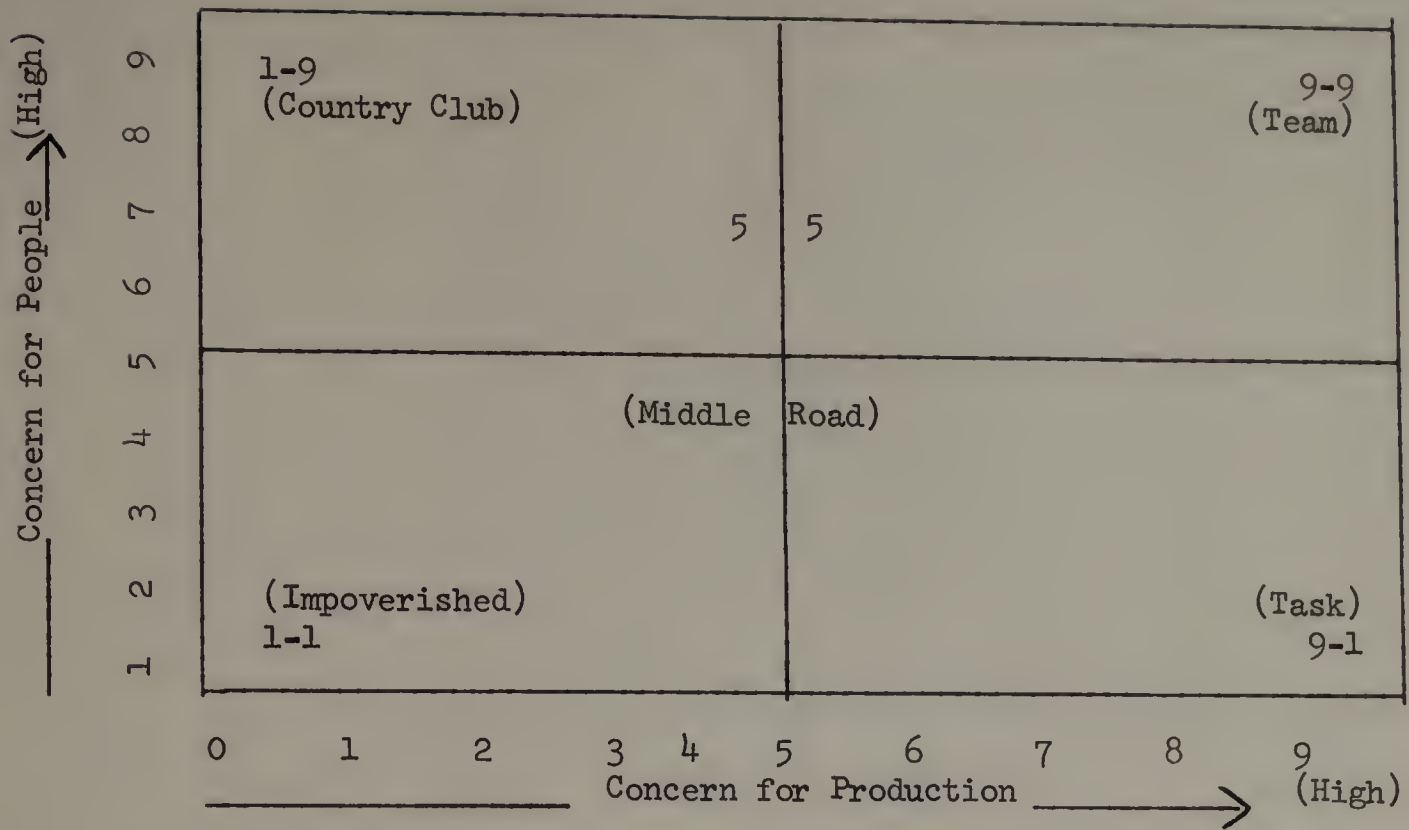 Concern for People (High)
9
8
7
6
5
4
3
2
1
1-9
(Country Club)
9-9
(Team)
5 5
(Middle Road)
(Impoverished)
1-1
(Task)
9-1
0 1 2 3 4 5 6 7 8 9
Concern for Production (High)